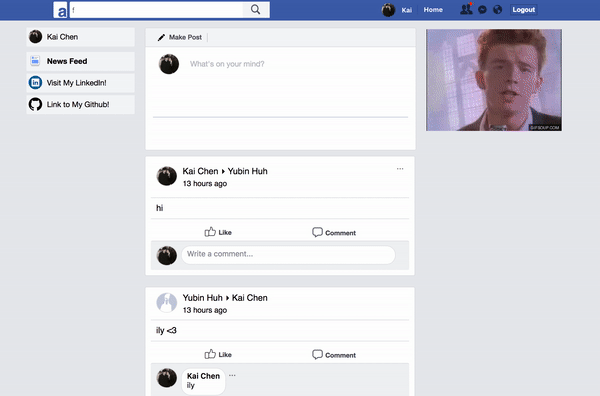 a
f
Kai
Home
Logout
Kai Chen
News Feed
Visit My LinkedIn!
Link to My Github!
Make Post
What's on your mind?
GIFSOUP.COM
Kai Chen ▸ Yubin Huh
13 hours ago
hi
Like Comment
Write a comment...
Yubin Huh ▸ Kai Chen
13 hours ago
ily <3
Like Comment
Kai Chen
ily